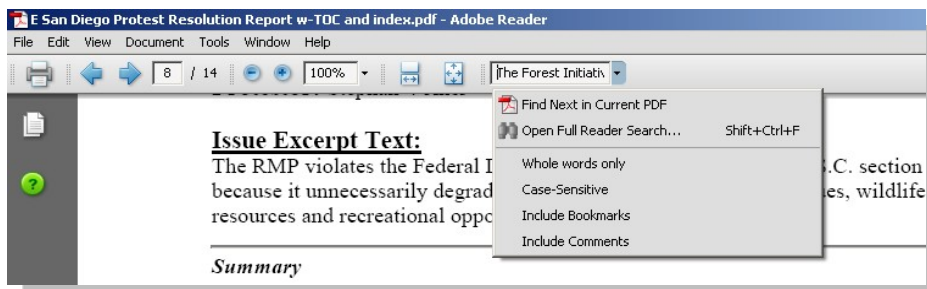 E San Diego Protest Resolution Report w-TOC and index.pdf - Adobe Reader
File Edit View Document Tools Window Help
8 / 14 100% The Forest Initiativ
Find Next in Current PDF
Open Full Reader Search... Shift+Ctrl+F
Whole words only
Case-Sensitive
Include Bookmarks
Include Comments
Issue Excerpt Text:
The RMP violates the Federal .C. section
because it unnecessarily degrad es, wildlife
resources and recreational oppo
Summary